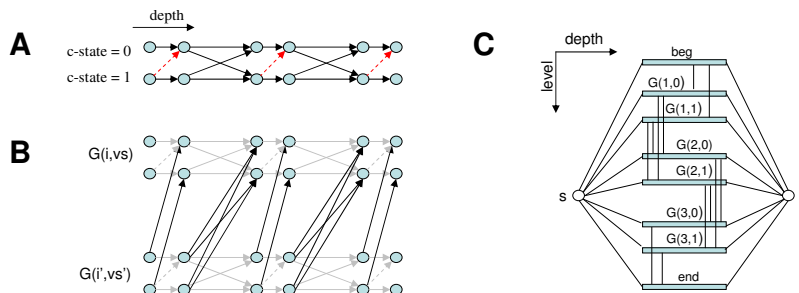 A
depth
c-state = 0
c-state = 1
B
G(i,vs)
G(i',vs')
C
depth
level
beg
G(1,0)
G(1,1)
G(2,0)
G(2,1)
s
G(3,0)
G(3,1)
end